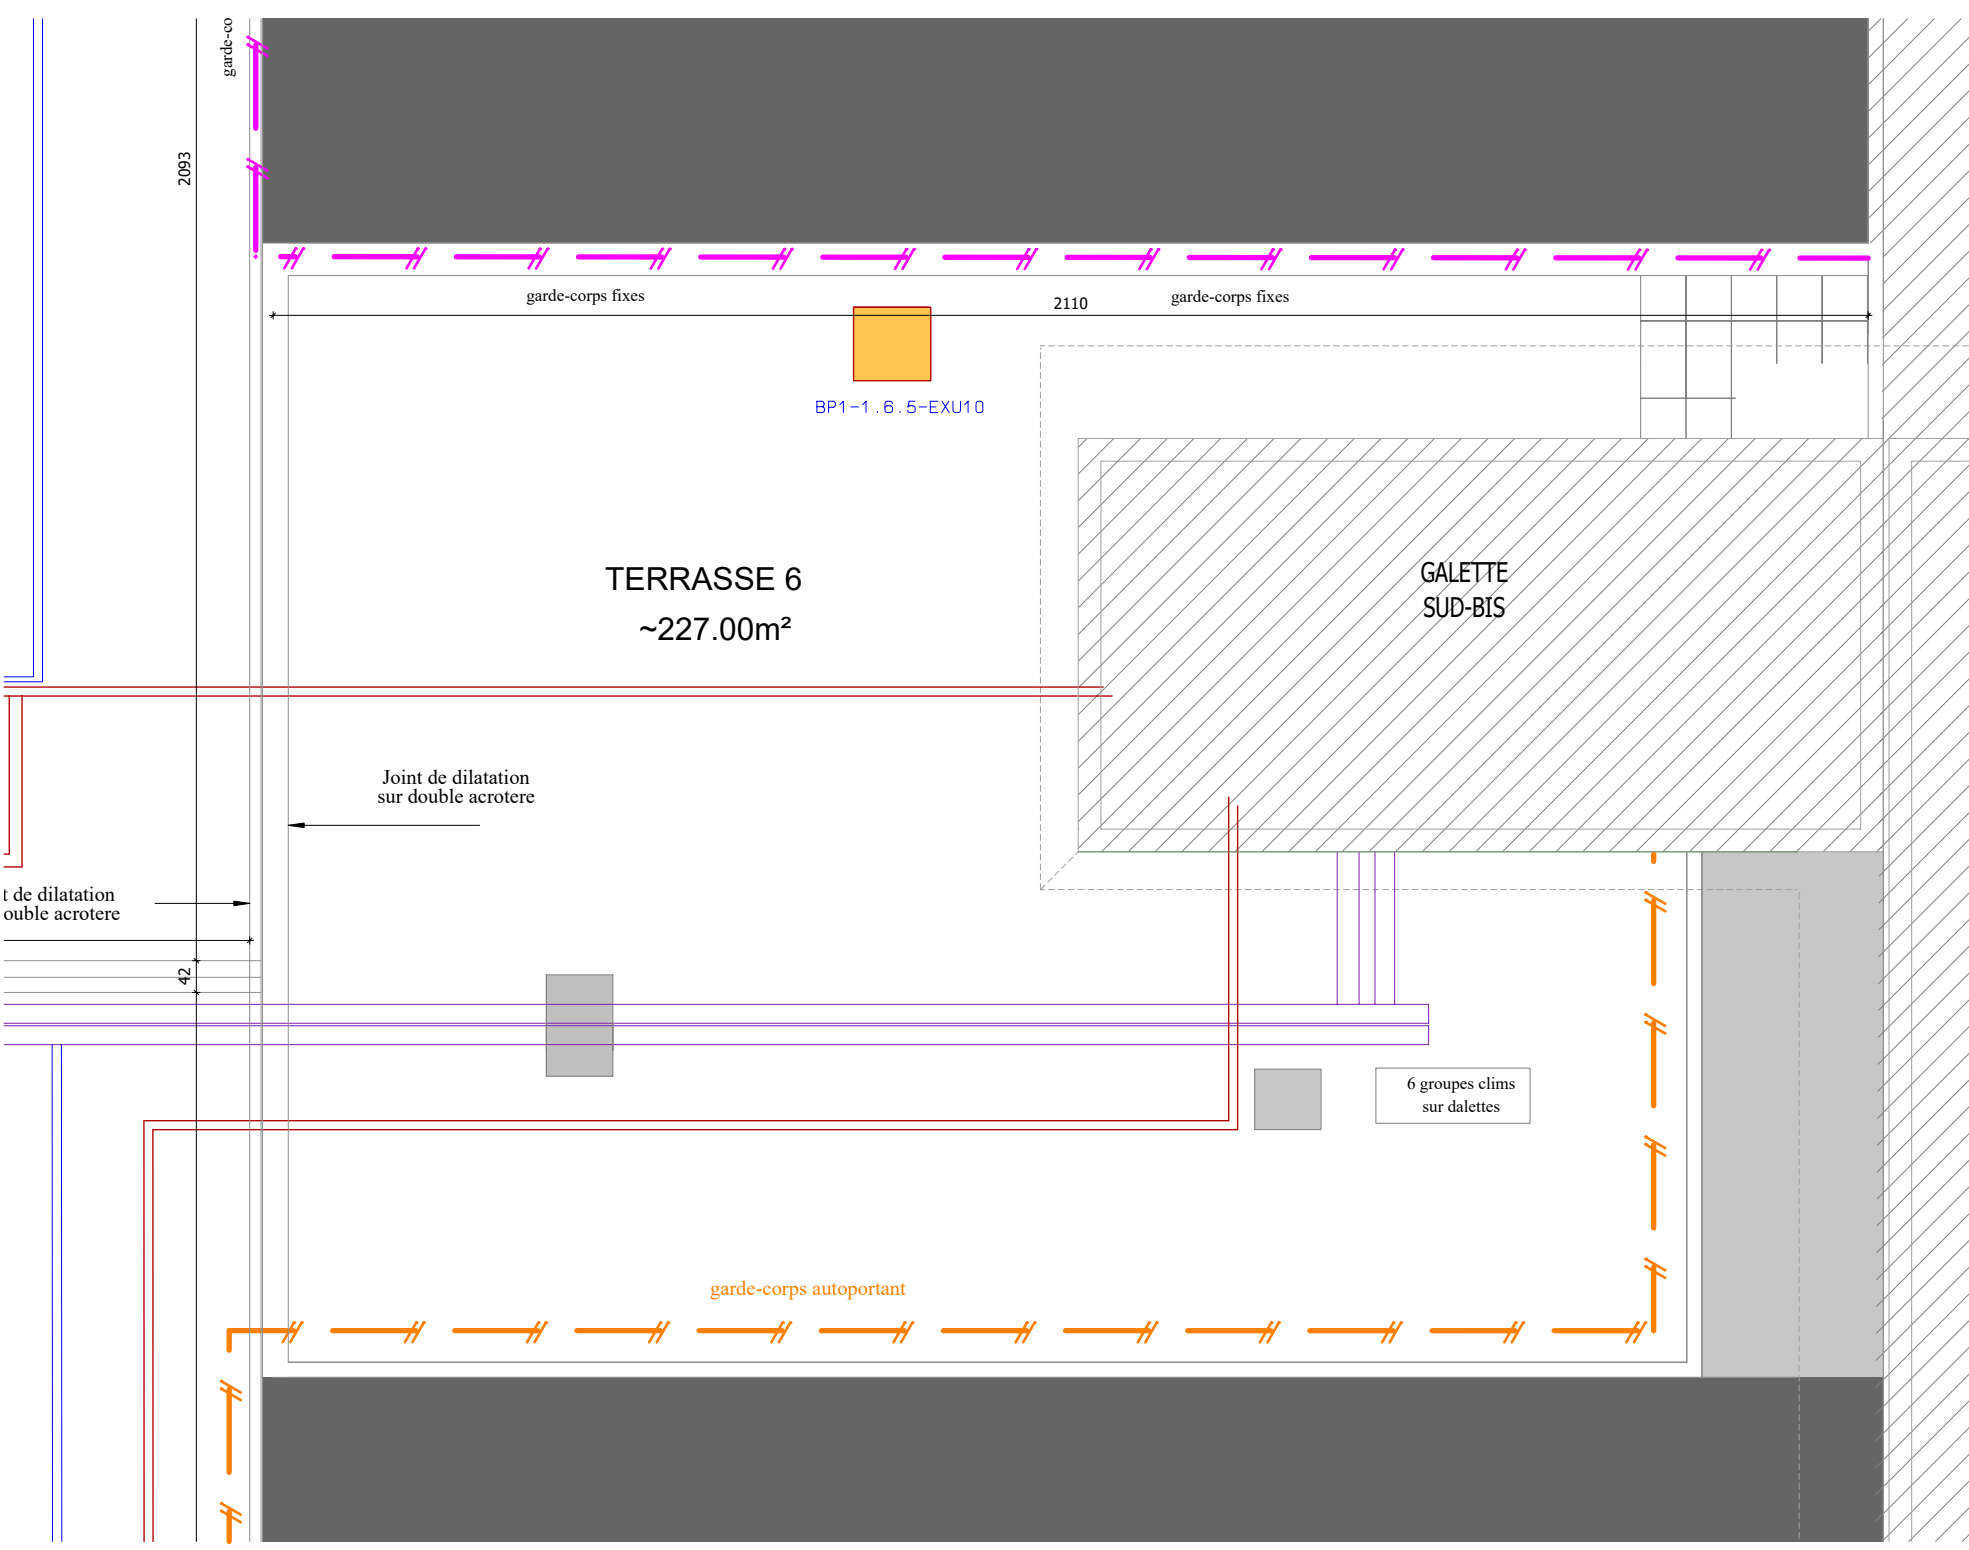 garde-co
2093
garde-corps fixes
2110
garde-corps fixes
BP1-1.6.5-EXU10
TERRASSE 6
~227.00m²
GALETTE
SUD-BIS
Joint de dilatation
sur double acrotere
t de dilatation
ouble acrotere
42
6 groupes clims
sur dalettes
garde-corps autoportant